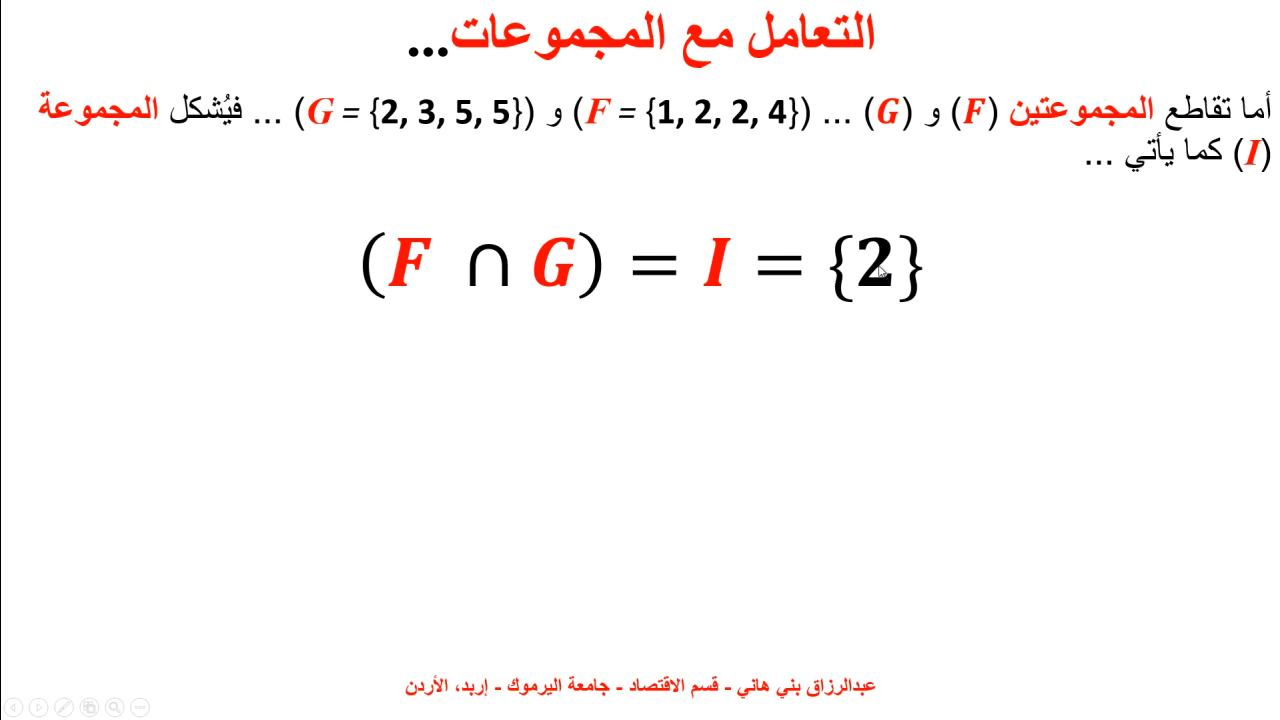 التعامل مع المجموعات...
أما تقاطع المجموعتين (F) و (G) ... (F = {1, 2, 2, 4}) و (G = {2, 3, 5, 5}) ... فيُشكل المجموعة
(I) كما يأتي ...
(F ∩ G) = I = {2}
عبدالرزاق بني هاني - قسم الاقتصاد - جامعة اليرموك - إربد، الأردن